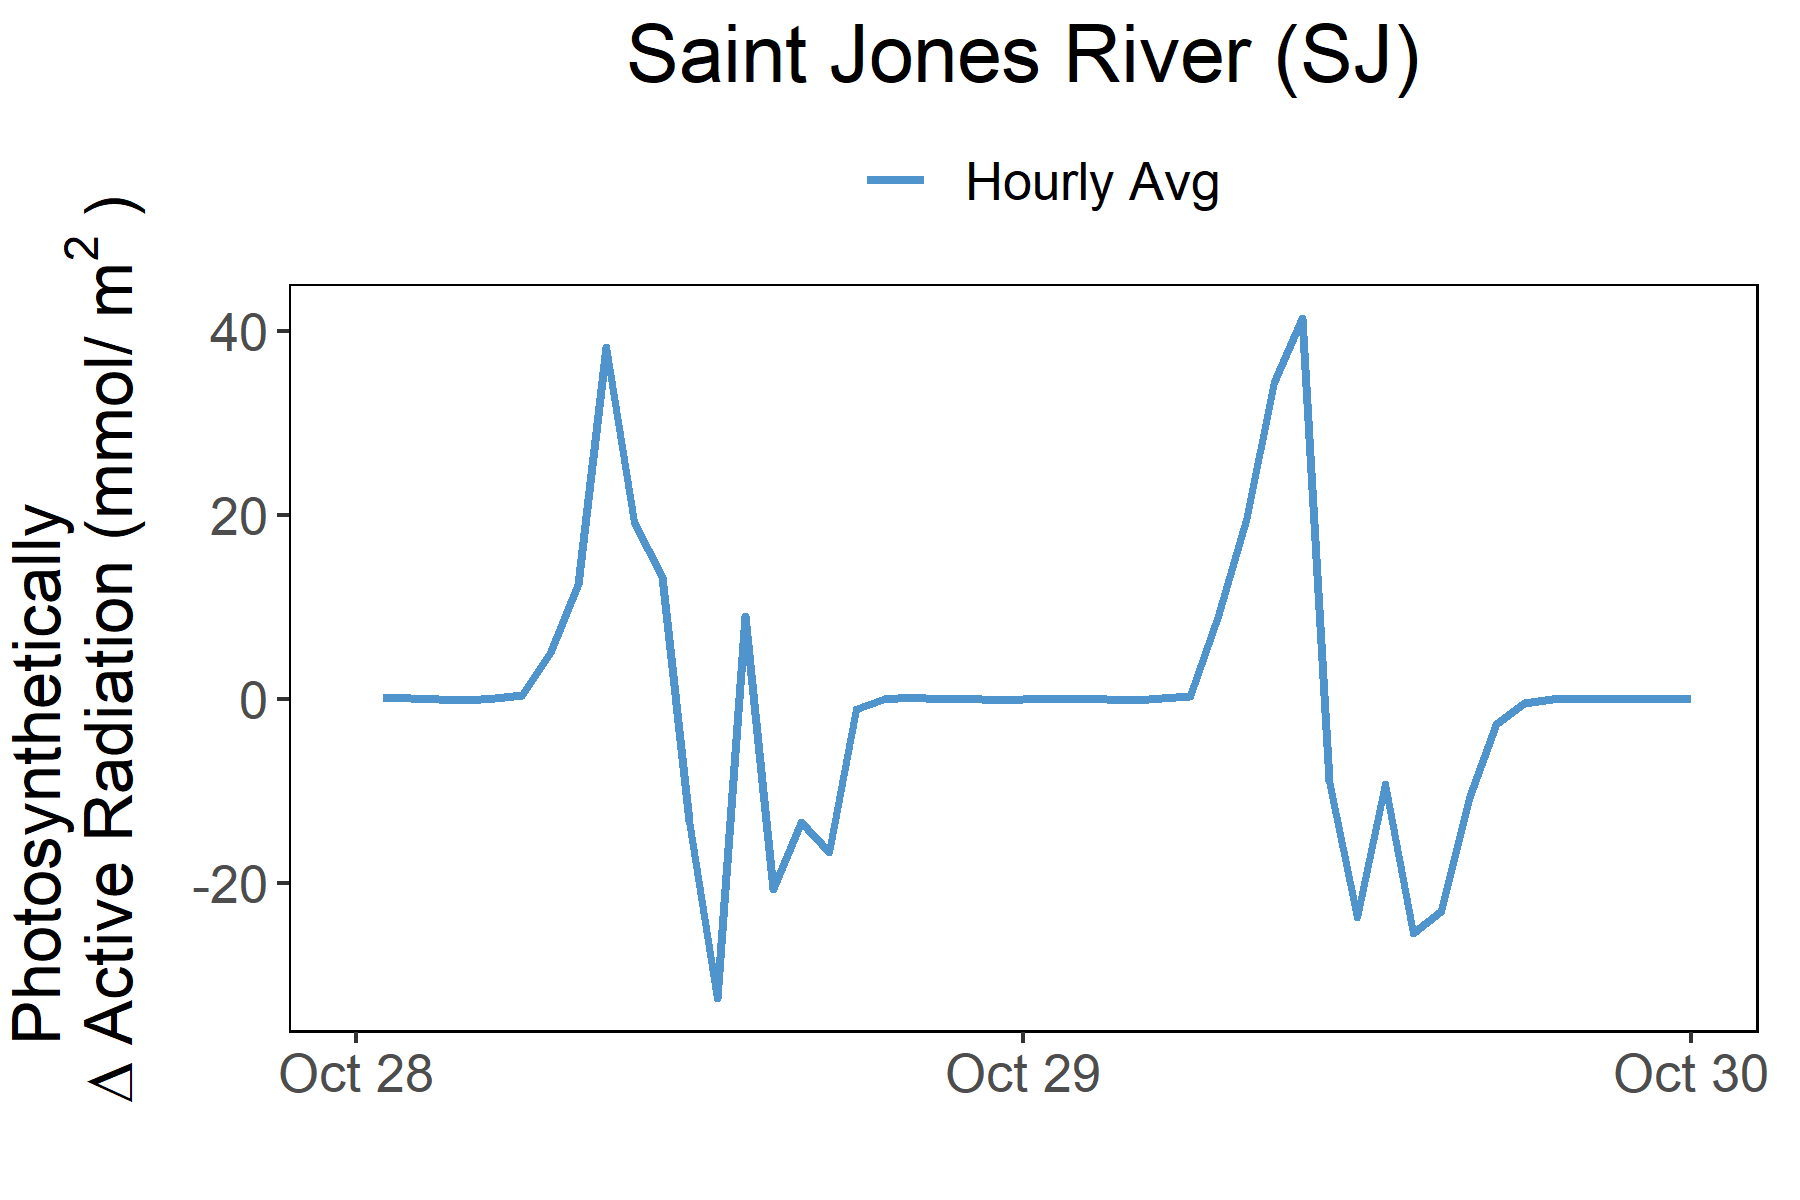 Saint Jones River (SJ)
Hourly Avg
Photosynthetically
Δ Active Radiation (mmol/ m²)
40
20
0
-20
Oct 28
Oct 29
Oct 30